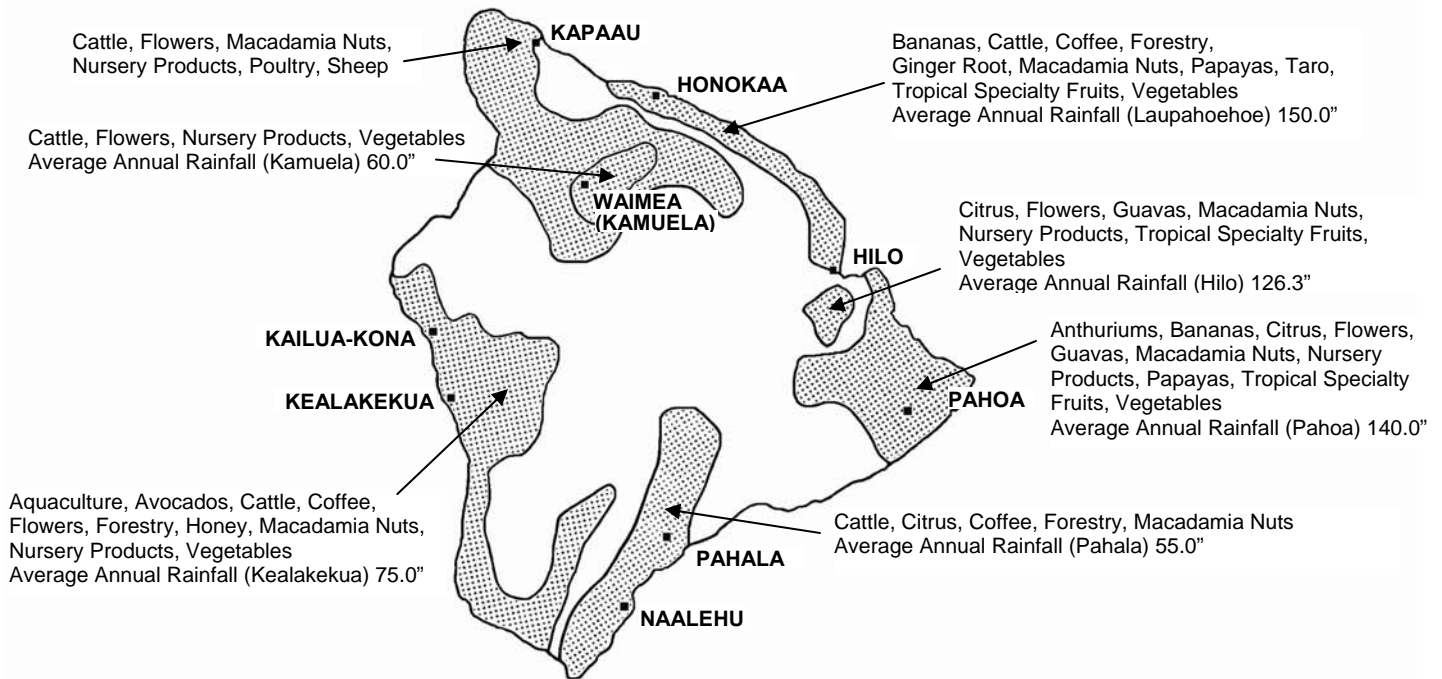 Cattle, Flowers, Macadamia Nuts,
Nursery Products, Poultry, Sheep
KAPAAU
Bananas, Cattle, Coffee, Forestry,
Ginger Root, Macadamia Nuts, Papayas, Taro,
Tropical Specialty Fruits, Vegetables
Average Annual Rainfall (Laupahoehoe) 150.0”
HONOKAA
Cattle, Flowers, Nursery Products, Vegetables
Average Annual Rainfall (Kamuela) 60.0”
WAIMEA
(KAMUELA)
Citrus, Flowers, Guavas, Macadamia Nuts,
Nursery Products, Tropical Specialty Fruits,
Vegetables
Average Annual Rainfall (Hilo) 126.3”
HILO
KAILUA-KONA
Anthuriums, Bananas, Citrus, Flowers,
Guavas, Macadamia Nuts, Nursery
Products, Papayas, Tropical Specialty
Fruits, Vegetables
Average Annual Rainfall (Pahoa) 140.0”
KEALAKEKUA
PAHOA
Aquaculture, Avocados, Cattle, Coffee,
Flowers, Forestry, Honey, Macadamia Nuts,
Nursery Products, Vegetables
Average Annual Rainfall (Kealakekua) 75.0”
Cattle, Citrus, Coffee, Forestry, Macadamia Nuts
Average Annual Rainfall (Pahala) 55.0”
PAHALA
NAALEHU